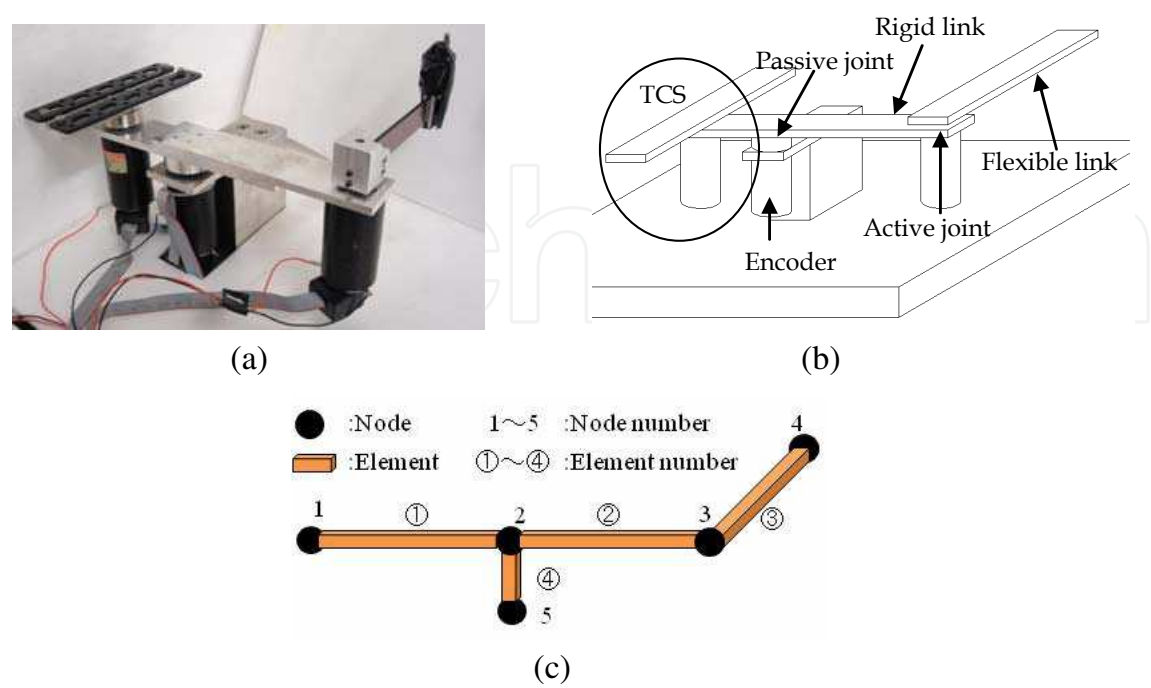 Rigid link
Passive joint
TCS
Flexible link
Active joint
Encoder
(a)
(b)
:Node 1~5 :Node number
:Element ①~④ :Element number
4
1 ① 2 ② 3 ③
④
5
(c)